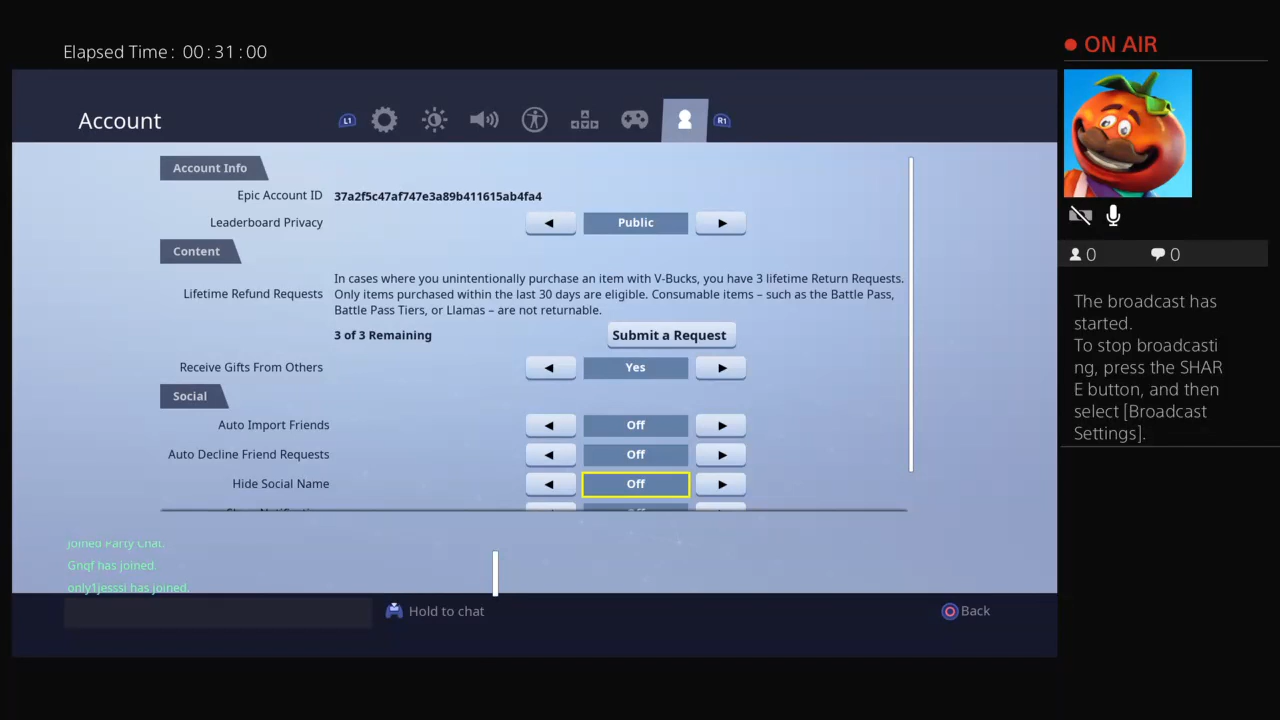 Elapsed Time: 00:31:00
ON AIR
Account
L1
R1
Account Info
Epic Account ID 37a2f5c47af747e3a89b411615ab4fa4
Leaderboard Privacy Public
Content
In cases where you unintentionally purchase an item with V-Bucks, you have 3 lifetime Return Requests.
Lifetime Refund Requests Only items purchased within the last 30 days are eligible. Consumable items – such as the Battle Pass,
Battle Pass Tiers, or Llamas – are not returnable.
3 of 3 Remaining Submit a Request
Receive Gifts From Others Yes
Social
Auto Import Friends Off
Auto Decline Friend Requests Off
Hide Social Name Off
Joined Party Chat.
Gnqf has joined.
only1jesssi has joined.
Hold to chat
Back
0 0
The broadcast has
started.
To stop broadcasti
ng, press the SHAR
E button, and then
select [Broadcast
Settings].